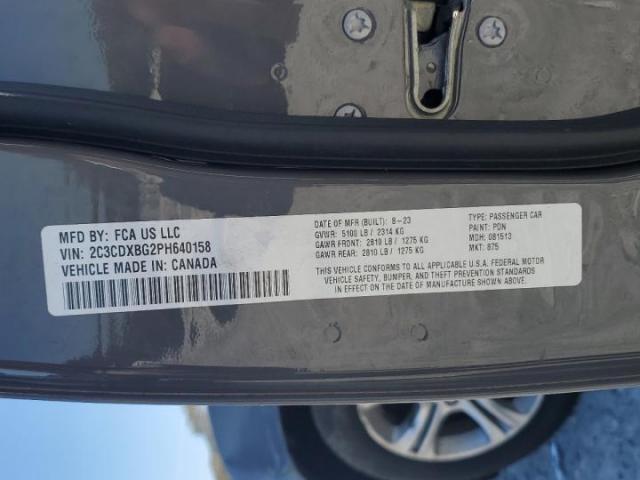 MFD BY: FCA US LLC
VIN: 2C3CDXBG2PH640158
VEHICLE MADE IN: CANADA
DATE OF MFR (BUILT): 8-23
GVWR: 5100 LB / 2314 KG
GAWR FRONT: 2810 LB / 1275 KG
GAWR REAR: 2810 LB / 1275 KG
TYPE: PASSENGER CAR
PAINT: PDN
MDH: 081513
MKT: 875
THIS VEHICLE CONFORMS TO ALL APPLICABLE U.S.A. FEDERAL MOTOR
VEHICLE SAFETY, BUMPER, AND THEFT PREVENTION STANDARDS
IN EFFECT ON THE DATE OF MANUFACTURE SHOWN ABOVE.